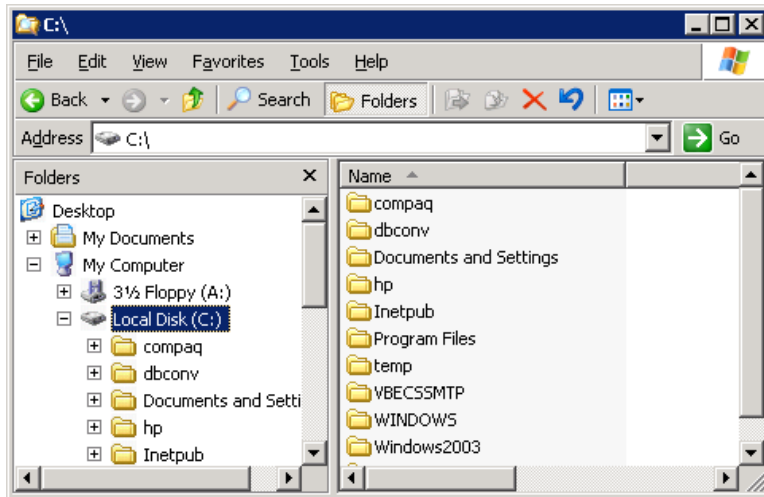 C:\
File Edit View Favorites Tools Help
Back Search Folders
Address C:\ Go
Folders
Desktop
My Documents
My Computer
3½ Floppy (A:)
Local Disk (C:)
compaq
dbconv
Documents and Setti
hp
Inetpub
Name
compaq
dbconv
Documents and Settings
hp
Inetpub
Program Files
temp
VBECSSMTP
WINDOWS
Windows2003